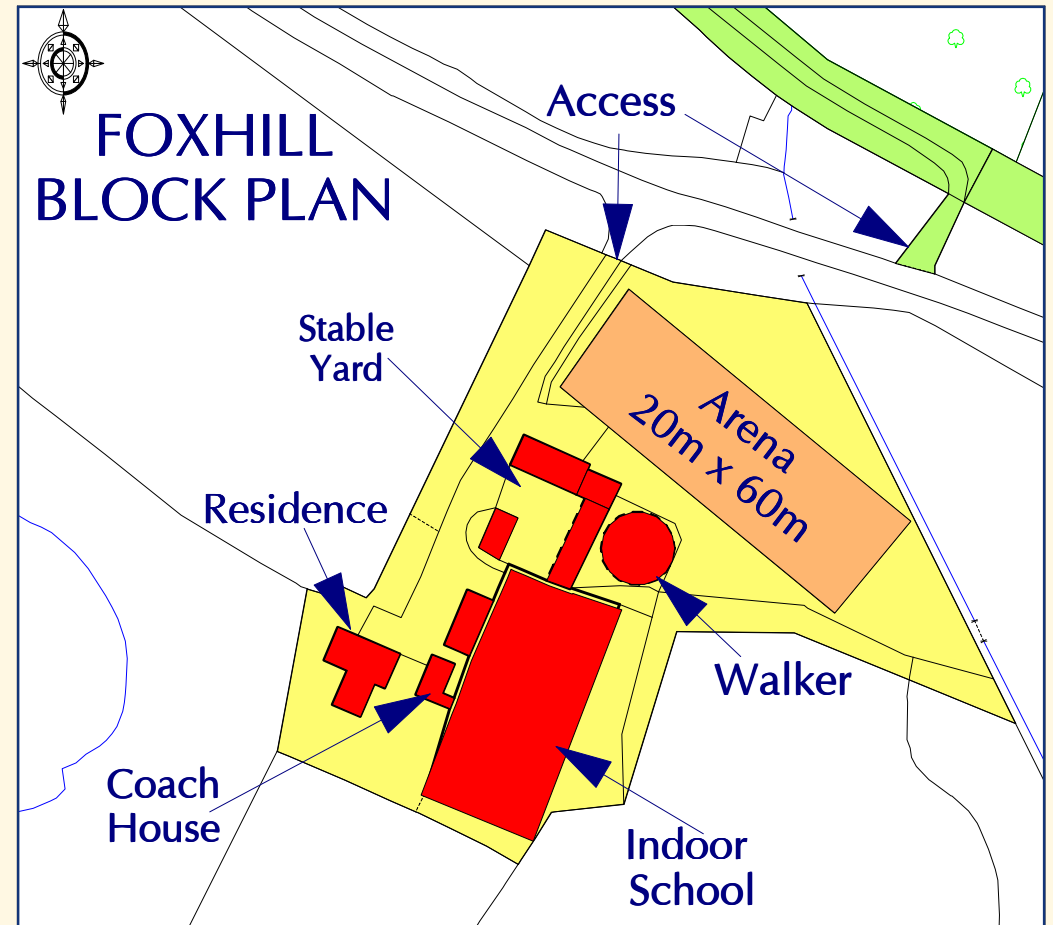 FOXHILL
BLOCK PLAN
Access
Stable
Yard
Arena
20m x 60m
Residence
Walker
Coach
House
Indoor
School